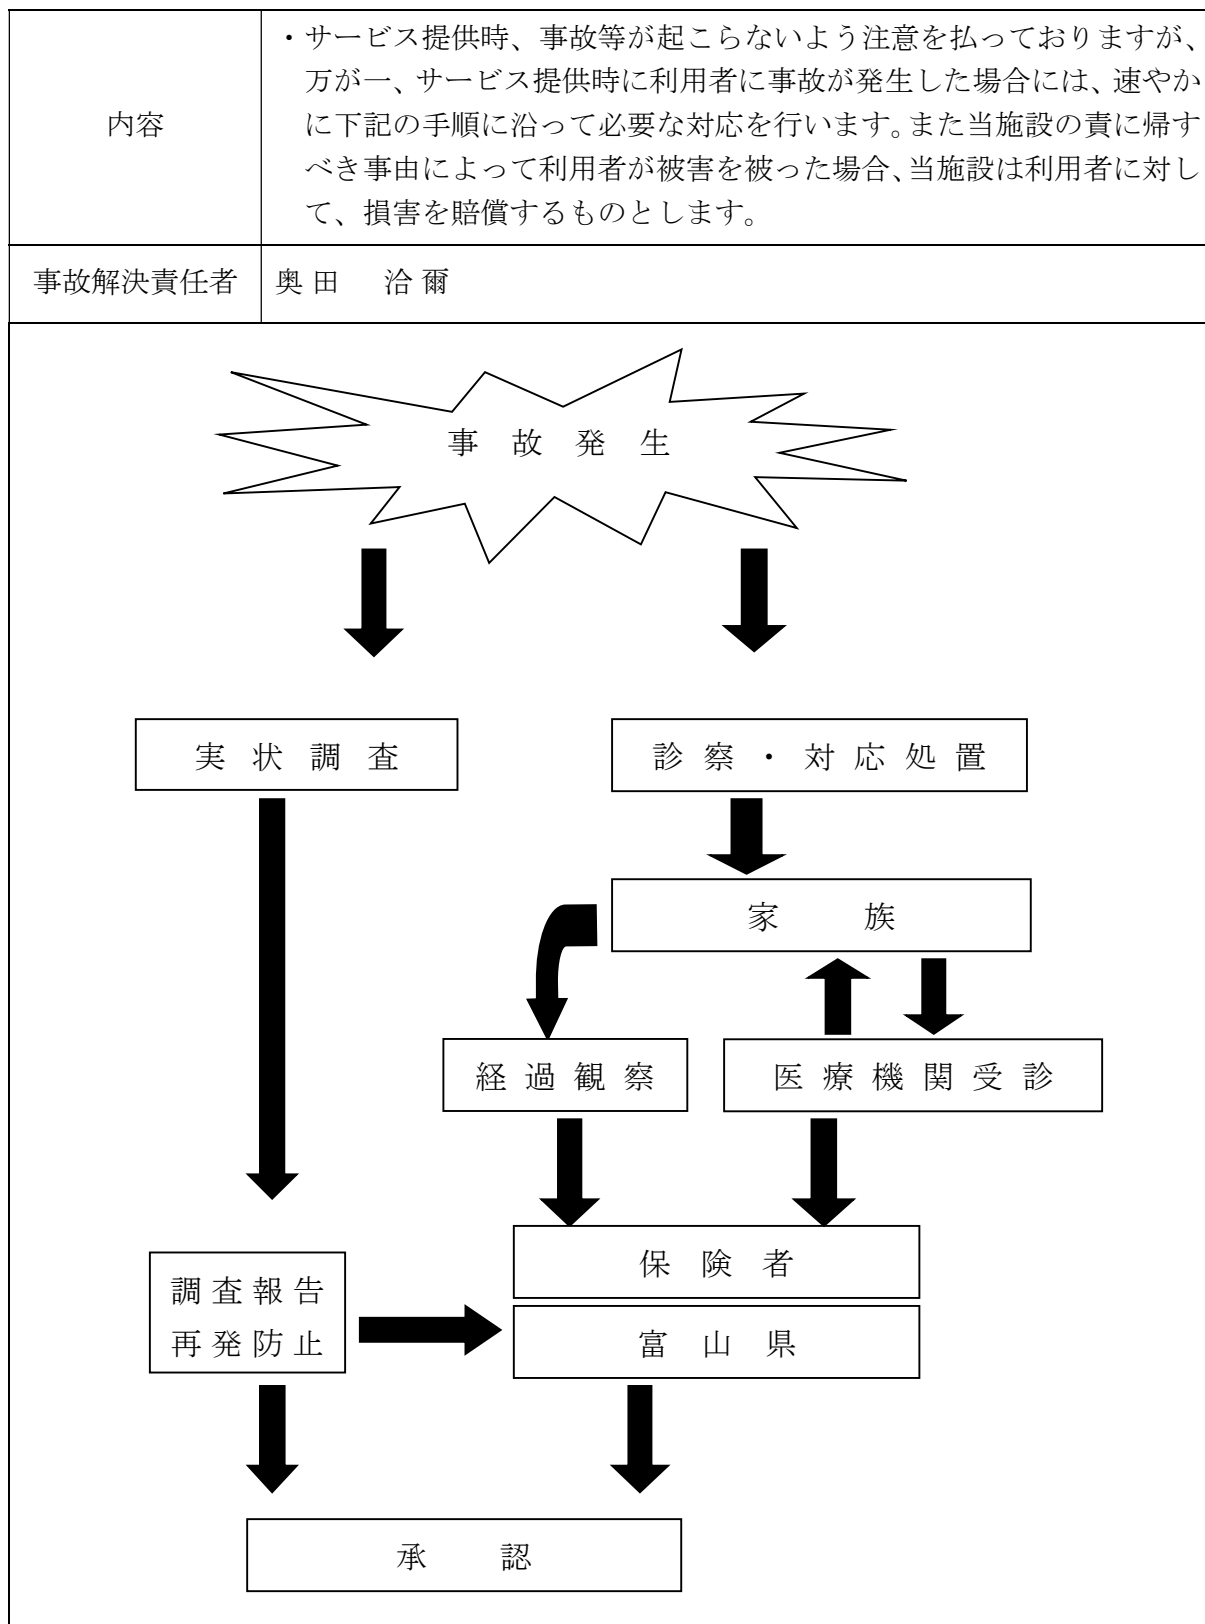 ・サービス提供時、事故等が起こらないよう注意を払っておりますが、
万が一、サービス提供時に利用者に事故が発生した場合には、速やか
内容
に下記の手順に沿って必要な対応を行います。また当施設の責に帰す
べき事由によって利用者が被害を被った場合、当施設は利用者に対し
て、損害を賠償するものとします。
事故解決責任者 奥田 洽爾
事故発生
実状調査
診察・対応処置
家族
経過観察
医療機関受診
保険者
調査報告
再発防止
富山県
承認